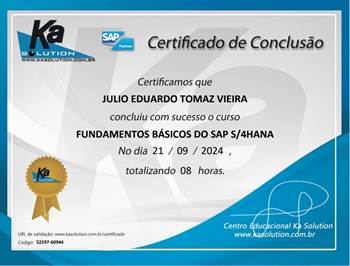 Ka
SOLUTION
WWW.KASOLUTION.COM.BR
SAP Partner
Certificado de Conclusão
Certificamos que
JULIO EDUARDO TOMAZ VIEIRA
concluiu com sucesso o curso
FUNDAMENTOS BÁSICOS DO SAP S/4HANA
No dia 21 / 09 / 2024 ,
totalizando 08 horas.
Ka
Centro Educacional Ka Solution
www.kasolution.com.br
URL de validação: www.kasolution.com.br/certificado
Código: 52297-60944